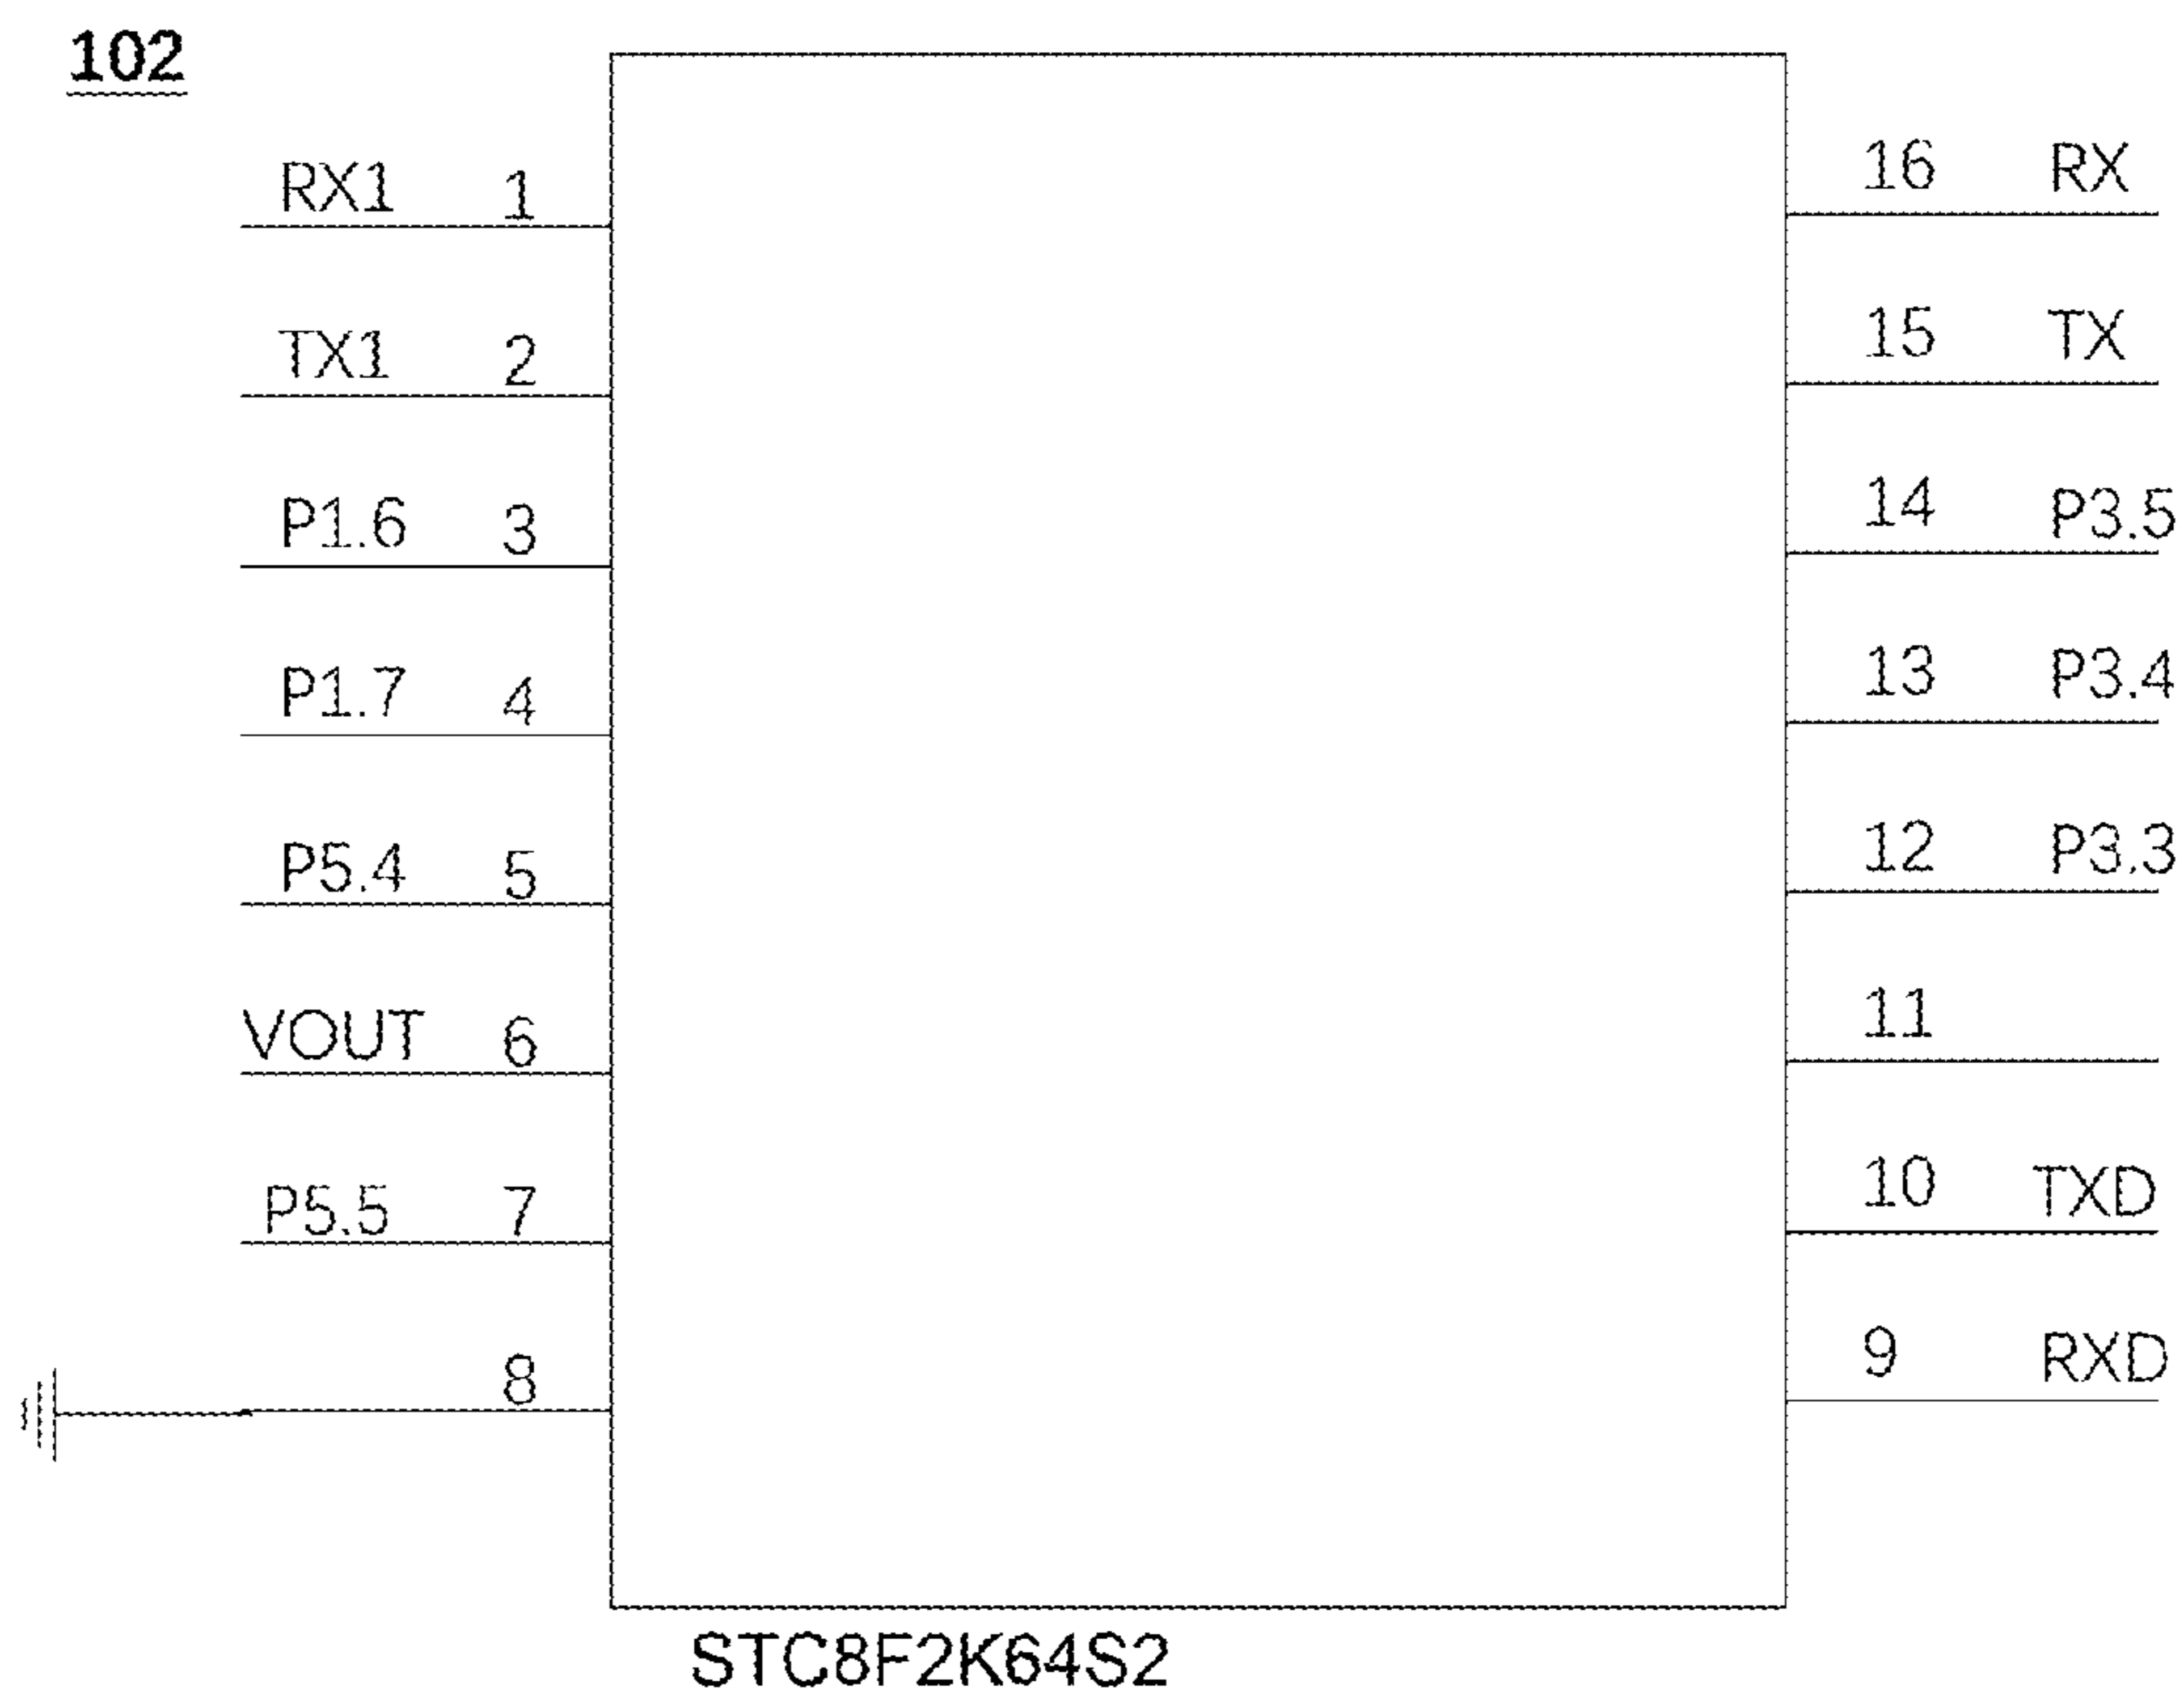 102
RX1 1 16 RX
TX1 2 15 TX
P1.6 3 14 P3.5
P1.7 4 13 P3.4
P5.4 5 12 P3.3
VOUT 6 11
P5.5 7 10 TXD
8 9 RXD
STC8F2K64S2